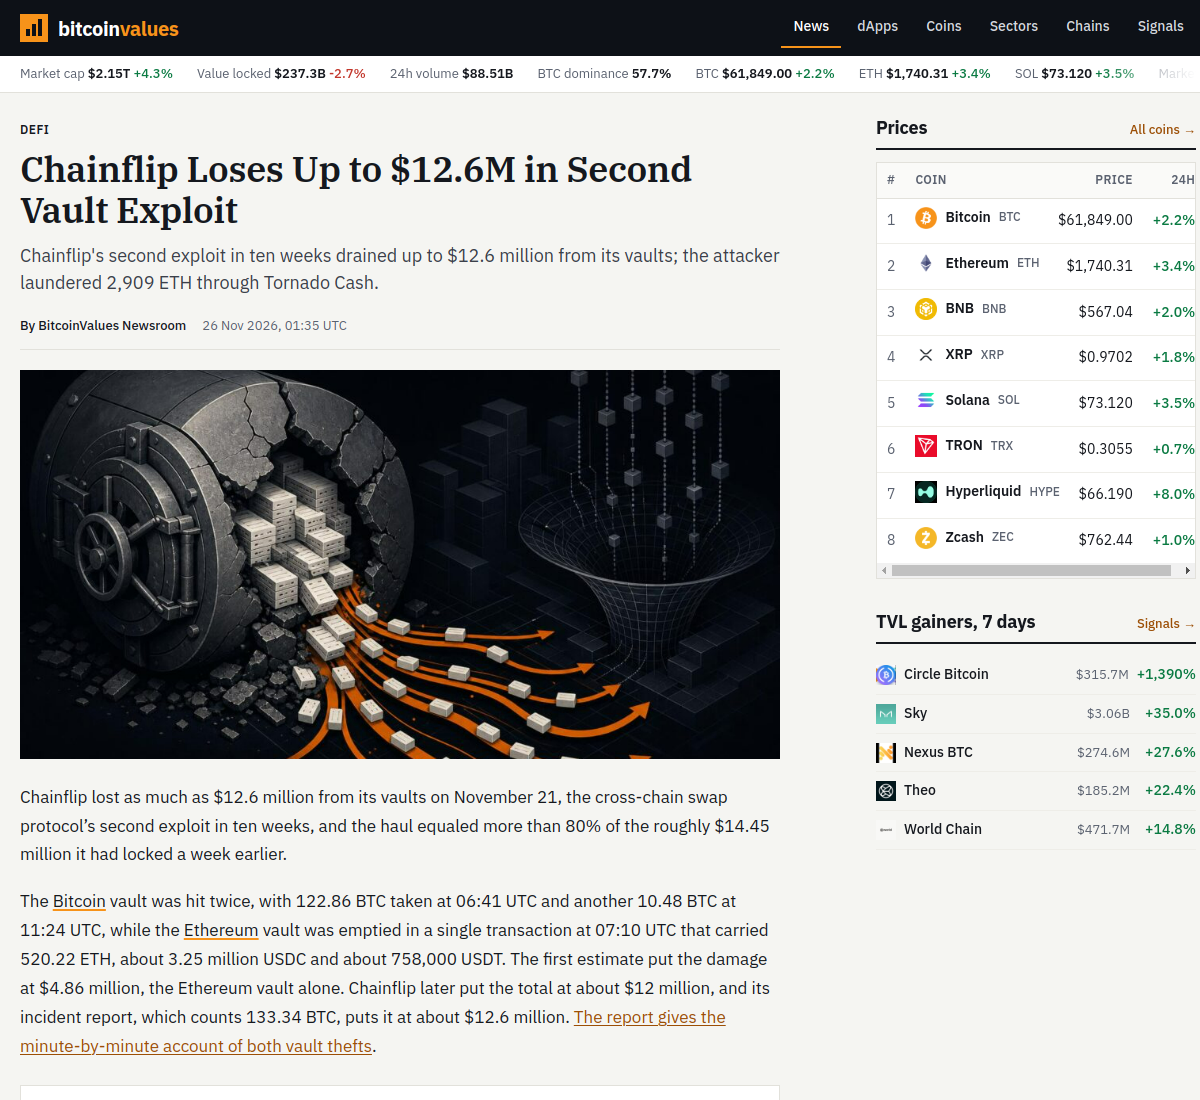 bitcoinvalues
News dApps Coins Sectors Chains Signals
Market cap $2.15T +4.3% Value locked $237.3B -2.7% 24h volume $88.51B BTC dominance 57.7% BTC $61,849.00 +2.2% ETH $1,740.31 +3.4% SOL $73.120 +3.5% Marke
DEFI
Chainflip Loses Up to $12.6M in Second
Vault Exploit
Chainflip's second exploit in ten weeks drained up to $12.6 million from its vaults; the attacker
laundered 2,909 ETH through Tornado Cash.
By BitcoinValues Newsroom 26 Nov 2026, 01:35 UTC
Chainflip lost as much as $12.6 million from its vaults on November 21, the cross-chain swap
protocol’s second exploit in ten weeks, and the haul equaled more than 80% of the roughly $14.45
million it had locked a week earlier.
The Bitcoin vault was hit twice, with 122.86 BTC taken at 06:41 UTC and another 10.48 BTC at
11:24 UTC, while the Ethereum vault was emptied in a single transaction at 07:10 UTC that carried
520.22 ETH, about 3.25 million USDC and about 758,000 USDT. The first estimate put the damage
at $4.86 million, the Ethereum vault alone. Chainflip later put the total at about $12 million, and its
incident report, which counts 133.34 BTC, puts it at about $12.6 million. The report gives the
minute-by-minute account of both vault thefts.
Prices All coins →
# COIN PRICE 24H
1 Bitcoin BTC $61,849.00 +2.2%
2 Ethereum ETH $1,740.31 +3.4%
3 BNB BNB $567.04 +2.0%
4 XRP XRP $0.9702 +1.8%
5 Solana SOL $73.120 +3.5%
6 TRON TRX $0.3055 +0.7%
7 Hyperliquid HYPE $66.190 +8.0%
8 Zcash ZEC $762.44 +1.0%
TVL gainers, 7 days Signals →
Circle Bitcoin $315.7M +1,390%
Sky $3.06B +35.0%
Nexus BTC $274.6M +27.6%
Theo $185.2M +22.4%
World Chain $471.7M +14.8%